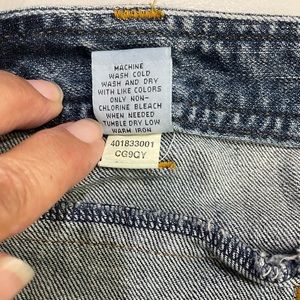 MACHINE
WASH COLD
WASH AND DRY
WITH LIKE COLORS
ONLY NON-
CHLORINE BLEACH
WHEN NEEDED
TUMBLE DRY LOW
WARM IRON
401833001
CG9QY